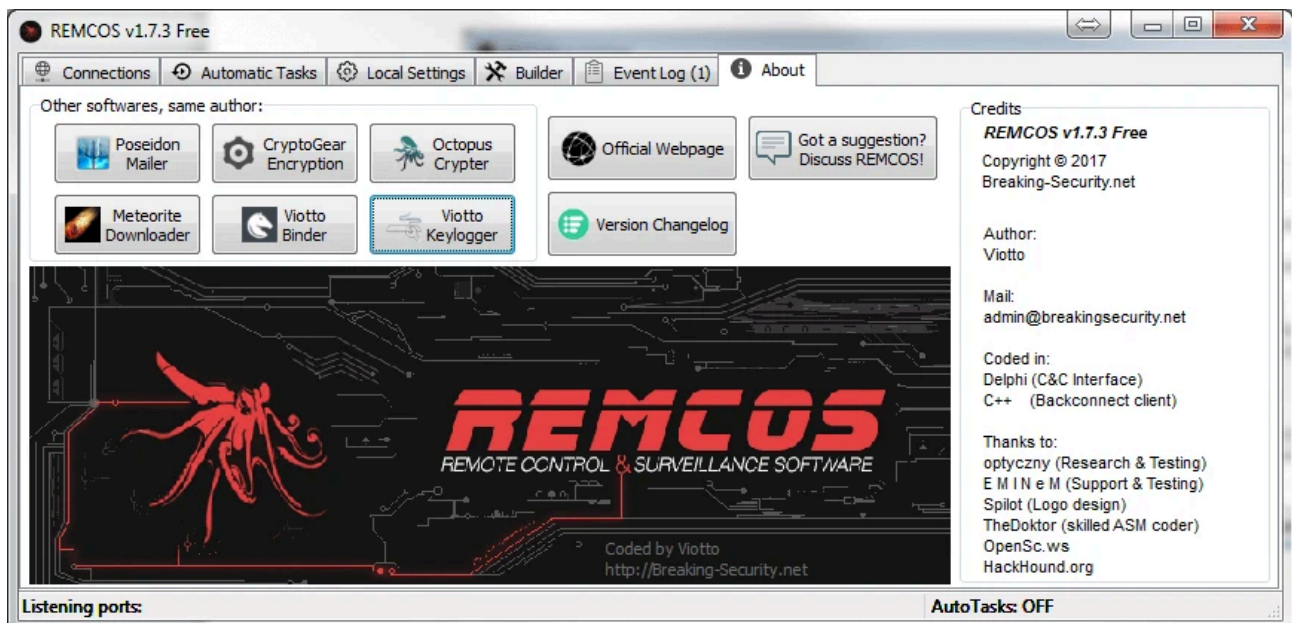 REMCOS v1.7.3 Free
Connections
Automatic Tasks
Local Settings
Builder
Event Log (1)
About
Other softwares, same author:
Poseidon
Mailer
CryptoGear
Encryption
Octopus
Crypter
Meteorite
Downloader
Viotto
Binder
Viotto
Keylogger
Official Webpage
Got a suggestion?
Discuss REMCOS!
Version Changelog
REMCOS
REMOTE CONTROL & SURVEILLANCE SOFTWARE
Coded by Viotto
http://Breaking-Security.net
Credits
REMCOS v1.7.3 Free
Copyright © 2017
Breaking-Security.net
Author:
Viotto
Mail:
admin@breakingsecurity.net
Coded in:
Delphi (C&C Interface)
C++ (Backconnect client)
Thanks to:
optyczny (Research & Testing)
E M I N e M (Support & Testing)
Spilot (Logo design)
TheDoktor (skilled ASM coder)
OpenSc.ws
HackHound.org
Listening ports:
AutoTasks: OFF